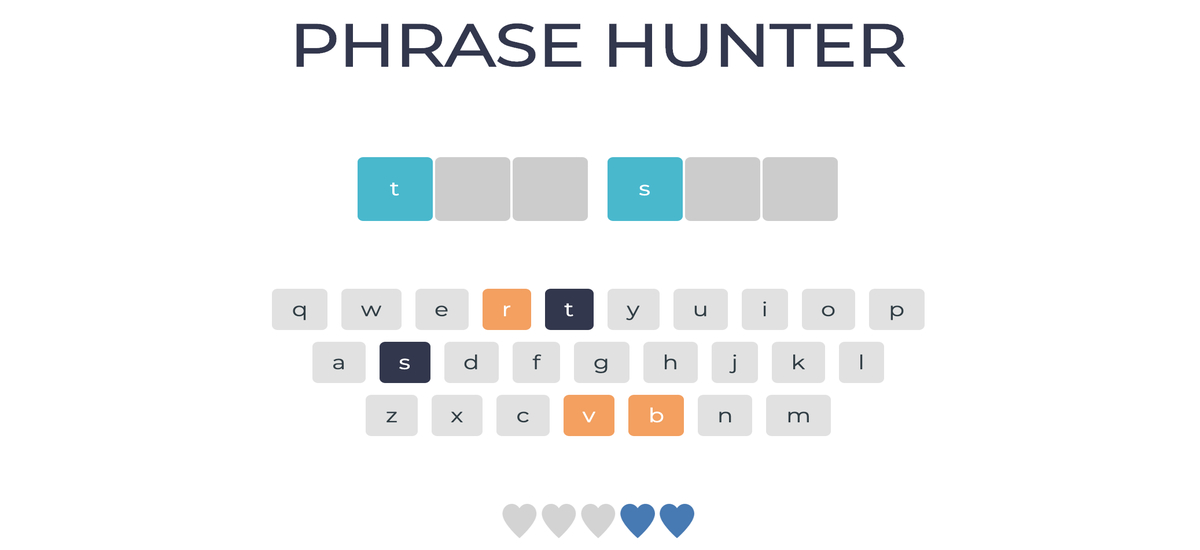 PHRASE HUNTER
t s
q w e r t y u i o p
a s d f g h j k l
z x c v b n m